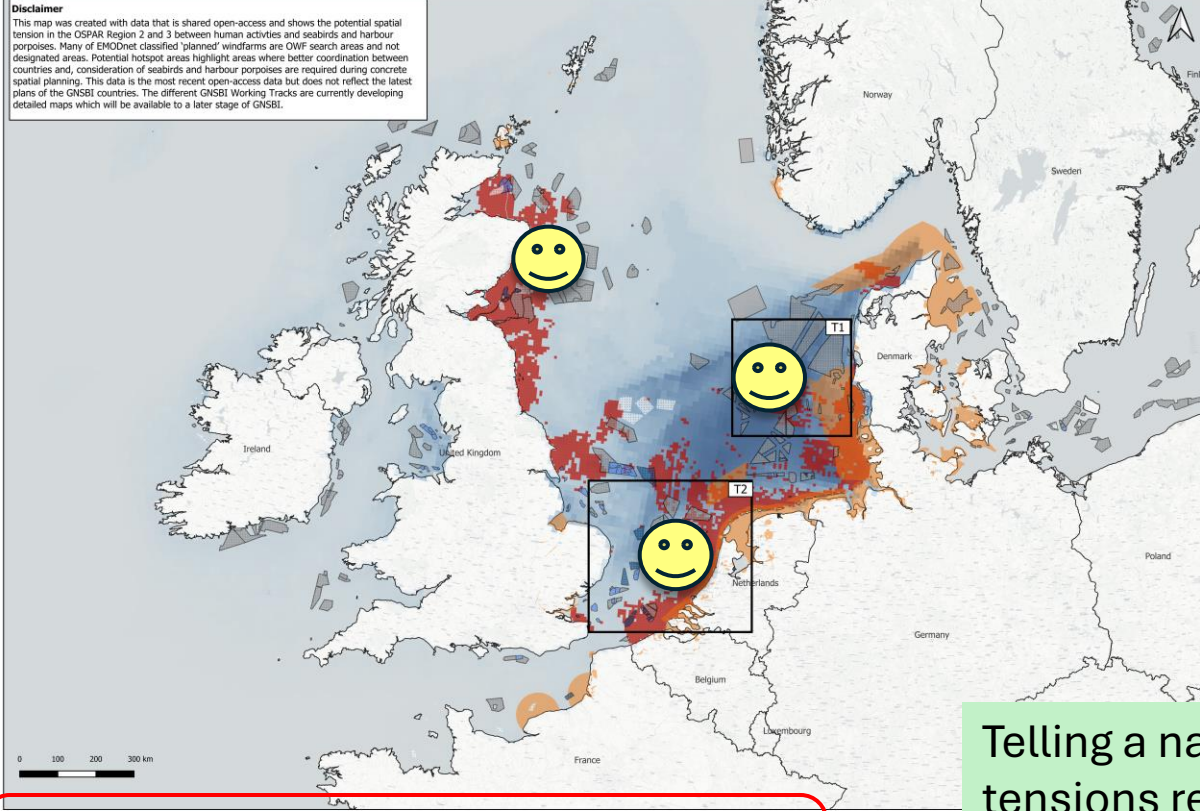 Disclaimer
This map was created with data that is shared open-access and shows the potential spatial
tension in the OSPAR Region 2 and 3 between human activties and seabirds and harbour
porpoises. Many of EMODnet classified 'planned' windfarms are OWF search areas and not
designated areas. Potential hotspot areas highlight areas where better coordination between
countries and, consideration of seabirds and harbour porpoises are required during concrete
spatial planning. This data is the most recent open-access data but does not reflect the latest
plans of the GNSBI countries. The different GNSBI Working Tracks are currently developing
detailed maps which will be available to a later stage of GNSBI.
Norway
Finl
Sweden
T1
Denmark
Ireland
United Kingdom
T2
Netherlands
Poland
Germany
Belgium
Luxembourg
France
0 100 200 300 km
Telling a na
tensions re